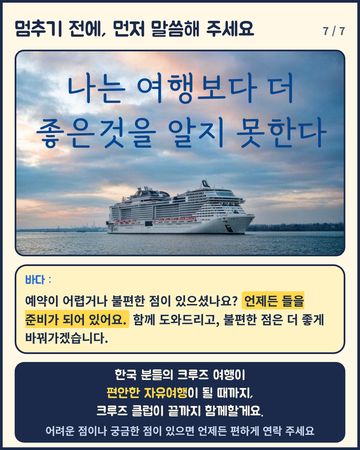 멈추기 전에, 먼저 말씀해 주세요
7 / 7
나는 여행보다 더
좋은것을 알지 못한다
바다 :
예약이 어렵거나 불편한 점이 있으셨나요? 언제든 들을
준비가 되어 있어요. 함께 도와드리고, 불편한 점은 더 좋게
바꿔가겠습니다.
한국 분들의 크루즈 여행이
편안한 자유여행이 될 때까지,
크루즈 클럽이 끝까지 함께할게요.
어려운 점이나 궁금한 점이 있으면 언제든 편하게 연락 주세요